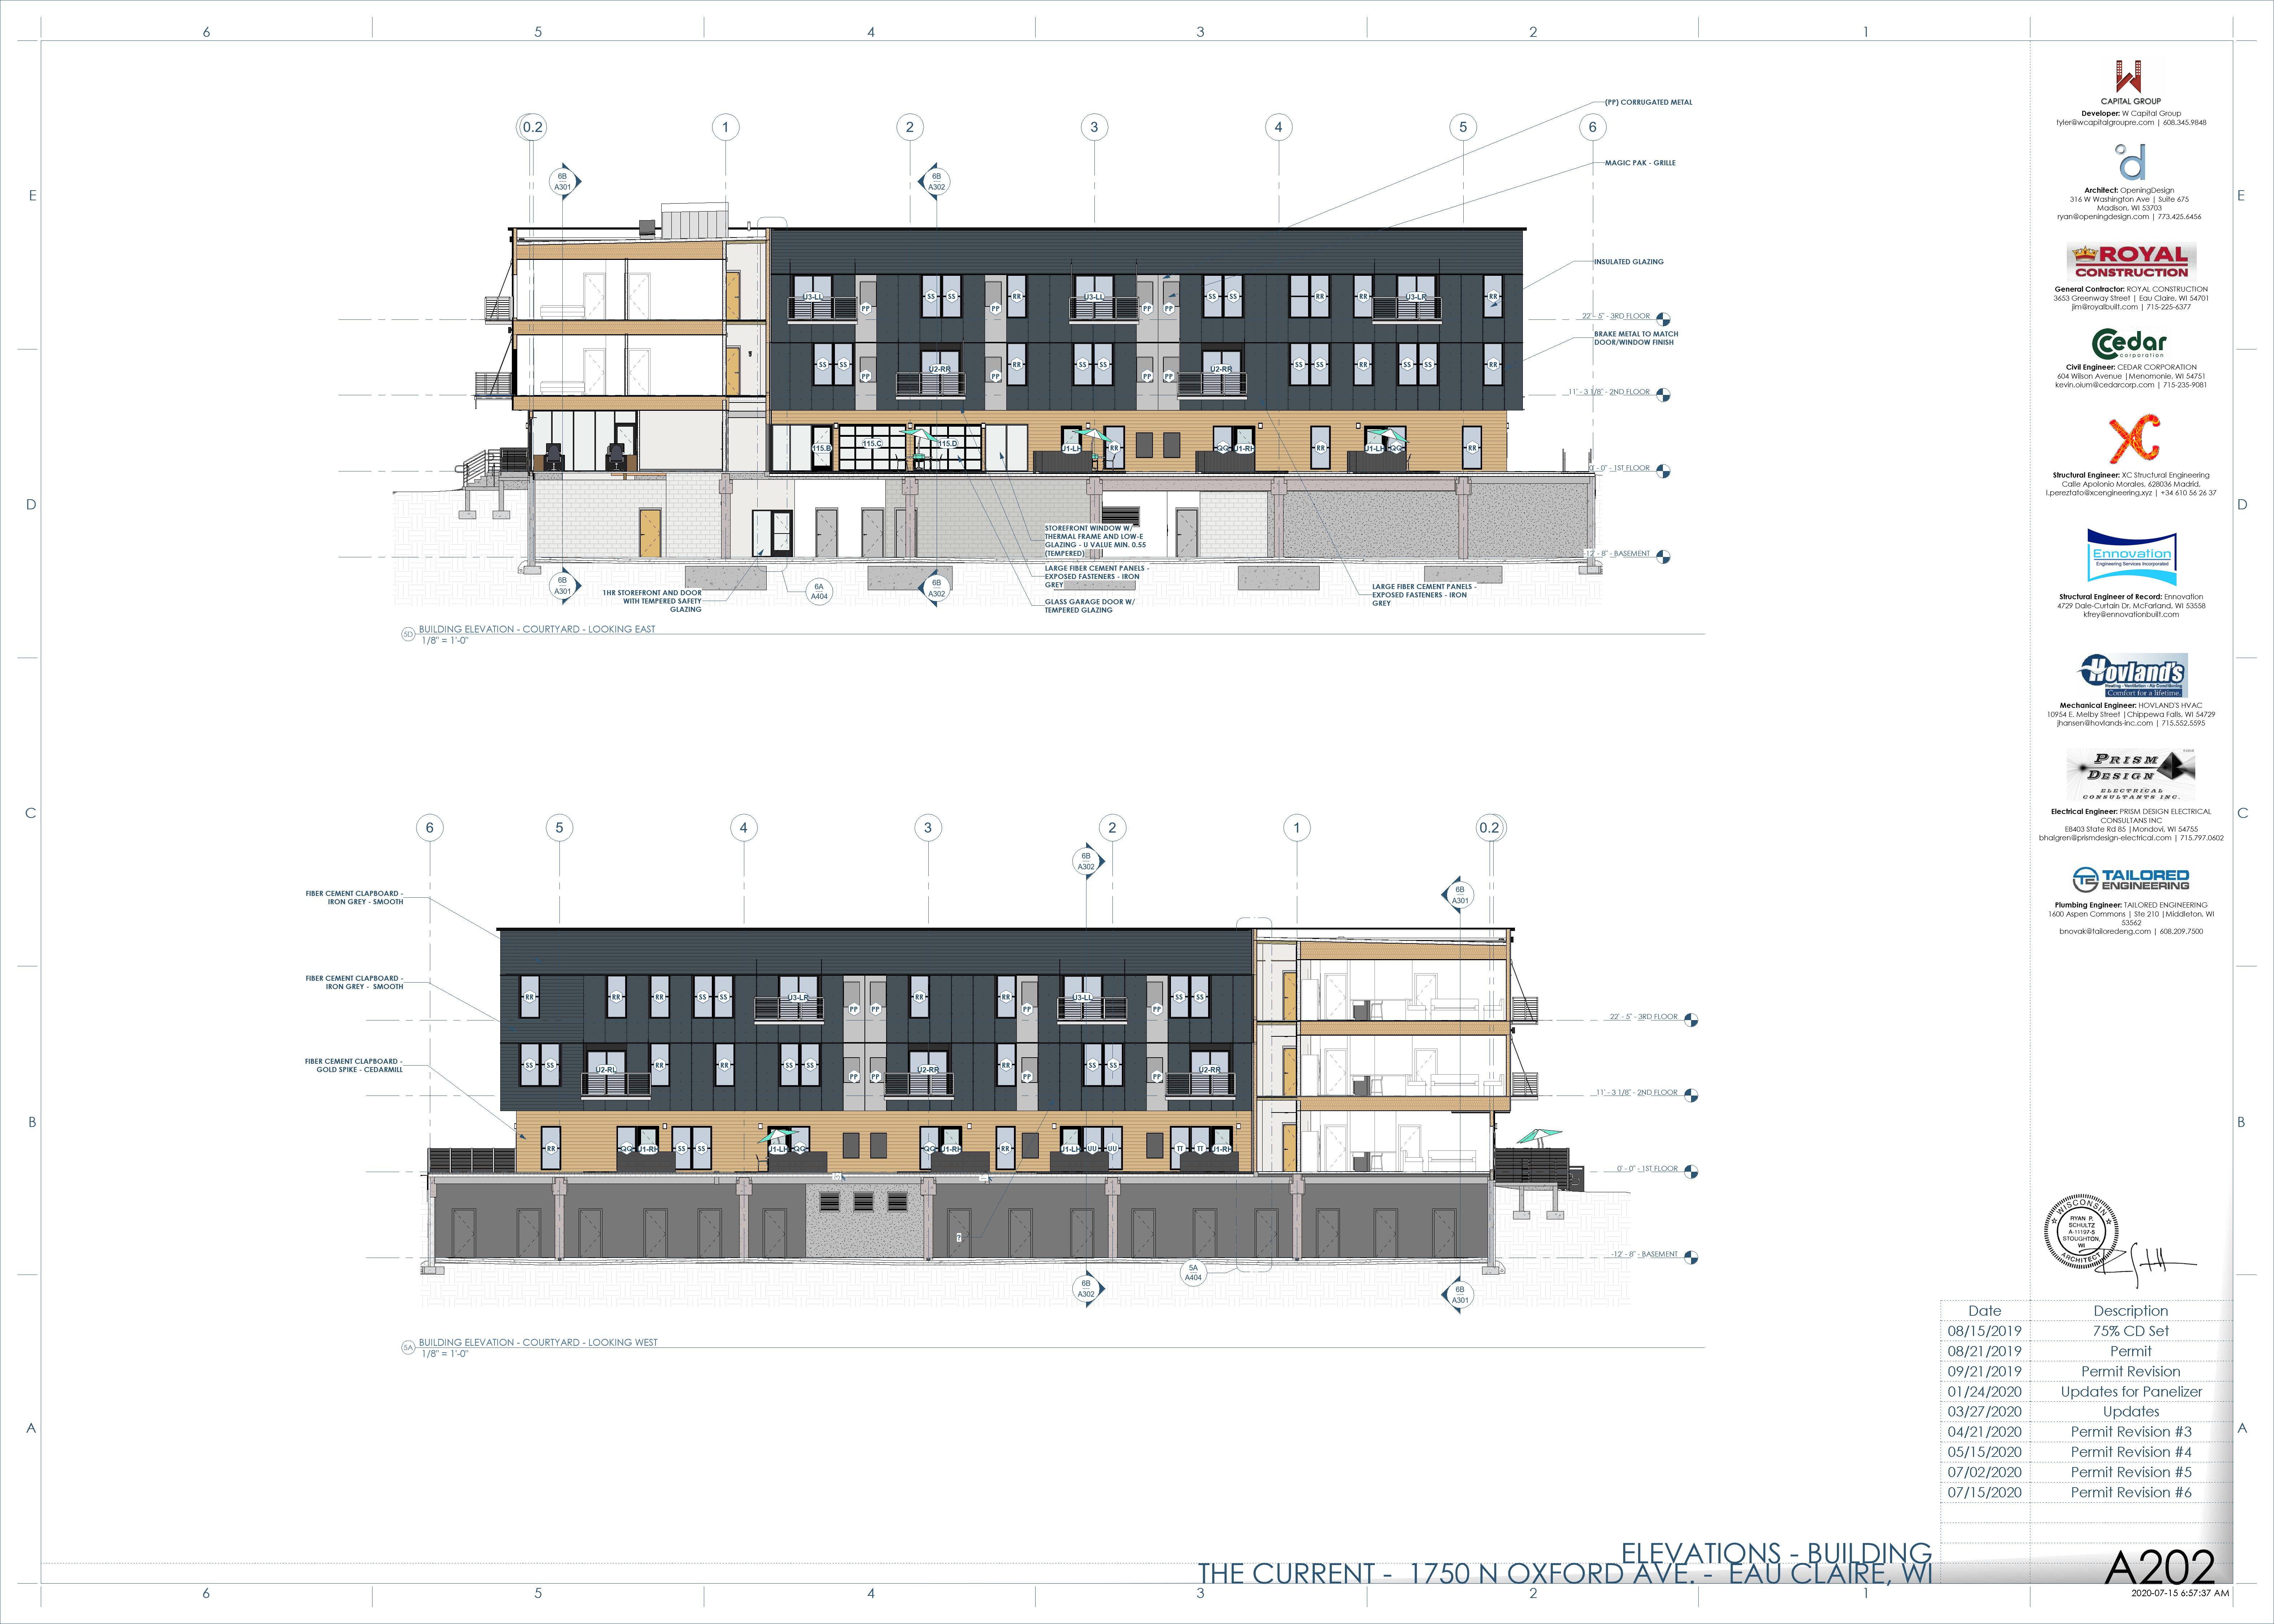 6 5 4 3 2 1
E
D
C
B
A
0.2 1 2 3 4 5 6
6B
A301
6B
A302
(PP) CORRUGATED METAL
MAGIC PAK - GRILLE
INSULATED GLAZING
22' - 5" - 3RD FLOOR
BRAKE METAL TO MATCH
DOOR/WINDOW FINISH
11' - 3 1/8" - 2ND FLOOR
0' - 0" - 1ST FLOOR
-12' - 8" - BASEMENT
U3-LL PP SS SS PP RR U3-LL PP PP SS SS RR RR U3-LR RR
SS SS PP U2-RR PP RR SS SS PP PP U2-RR SS SS RR SS SS RR
115.B 115.C 115.D J1-LH RR QQ J1-RH RR J1-LH QQ RR
STOREFRONT WINDOW W/
THERMAL FRAME AND LOW-E
GLAZING - U VALUE MIN. 0.55
(TEMPERED)
LARGE FIBER CEMENT PANELS -
EXPOSED FASTENERS - IRON
GREY
GLASS GARAGE DOOR W/
TEMPERED GLAZING
LARGE FIBER CEMENT PANELS -
EXPOSED FASTENERS - IRON
GREY
1HR STOREFRONT AND DOOR
WITH TEMPERED SAFETY
GLAZING
6B
A301
6A
A404
6B
A302
5D
BUILDING ELEVATION - COURTYARD - LOOKING EAST
1/8" = 1'-0"
6 5 4 3 2 1 0.2
6B
A302
6B
A301
FIBER CEMENT CLAPBOARD -
IRON GREY - SMOOTH
FIBER CEMENT CLAPBOARD -
IRON GREY - SMOOTH
FIBER CEMENT CLAPBOARD -
GOLD SPIKE - CEDARMILL
RR RR RR SS SS U3-LR PP PP RR RR PP U3-LL PP SS SS
SS SS U2-RL RR RR SS SS PP PP U2-RR RR PP SS SS PP U2-RR
RR QQ J1-RH SS SS J1-LH QQ QQ J1-RH RR J1-LH UU UU TT TT J1-RH
22' - 5" - 3RD FLOOR
11' - 3 1/8" - 2ND FLOOR
0' - 0" - 1ST FLOOR
-12' - 8" - BASEMENT
5A
A404
6B
A302
6B
A301
5A
BUILDING ELEVATION - COURTYARD - LOOKING WEST
1/8" = 1'-0"
W
CAPITAL GROUP
Developer: W Capital Group
tyler@wcapitalgroupre.com | 608.345.9848
Architect: OpeningDesign
316 W Washington Ave | Suite 675
Madison, WI 53703
ryan@openingdesign.com | 773.425.6456
ROYAL
CONSTRUCTION
General Contractor: ROYAL CONSTRUCTION
3653 Greenway Street | Eau Claire, WI 54701
jim@royalbuilt.com | 715-225-6377
Cedar
corporation
Civil Engineer: CEDAR CORPORATION
604 Wilson Avenue |Menomonie, WI 54751
kevin.oium@cedarcorp.com | 715-235-9081
XC
Structural Engineer: XC Structural Engineering
Calle Apolonio Morales, 628036 Madrid,
l.pereztato@xcengineering.xyz | +34 610 56 26 37
Ennovation
Engineering Services Incorporated
Structural Engineer of Record: Ennovation
4729 Dale-Curtain Dr, McFarland, WI 53558
kfrey@ennovationbuilt.com
Hovland's
Heating - Ventilation - Air Conditioning
Comfort for a lifetime.
Mechanical Engineer: HOVLAND'S HVAC
10954 E. Melby Street |Chippewa Falls, WI 54729
jhansen@hovlands-inc.com | 715.552.5595
PRISM
DESIGN
ELECTRICAL
CONSULTANTS INC.
Electrical Engineer: PRISM DESIGN ELECTRICAL
CONSULTANS INC
E8403 State Rd 85 |Mondovi, WI 54755
bhalgren@prismdesign-electrical.com | 715.797.0602
TAILORED
ENGINEERING
Plumbing Engineer: TAILORED ENGINEERING
1600 Aspen Commons | Ste 210 |Middleton, WI
53562
bnovak@tailoredeng.com | 608.209.7500
WISCONSIN
RYAN P.
SCHULTZ
A-11197-5
STOUGHTON,
WI
ARCHITECT
Date Description
08/15/2019 75% CD Set
08/21/2019 Permit
09/21/2019 Permit Revision
01/24/2020 Updates for Panelizer
03/27/2020 Updates
04/21/2020 Permit Revision #3
05/15/2020 Permit Revision #4
07/02/2020 Permit Revision #5
07/15/2020 Permit Revision #6
ELEVATIONS - BUILDING
THE CURRENT - 1750 N OXFORD AVE. - EAU CLAIRE, WI
A202
2020-07-15 6:57:37 AM
6 5 4 3 2 1
E
D
C
B
A